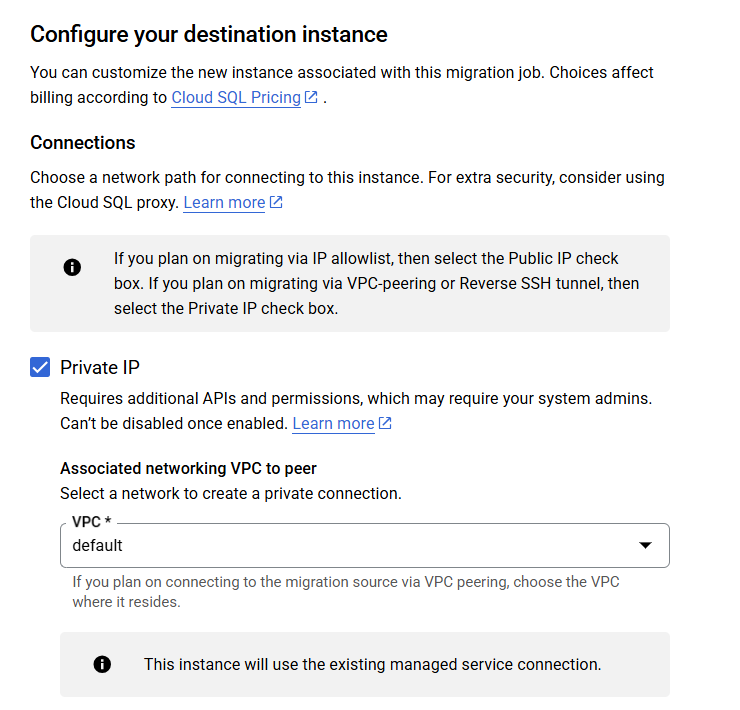 Configure your destination instance
You can customize the new instance associated with this migration job. Choices affect
billing according to Cloud SQL Pricing .
Connections
Choose a network path for connecting to this instance. For extra security, consider using
the Cloud SQL proxy. Learn more
If you plan on migrating via IP allowlist, then select the Public IP check
box. If you plan on migrating via VPC-peering or Reverse SSH tunnel, then
select the Private IP check box.
Private IP
Requires additional APIs and permissions, which may require your system admins.
Can’t be disabled once enabled. Learn more
Associated networking VPC to peer
Select a network to create a private connection.
VPC *
default
If you plan on connecting to the migration source via VPC peering, choose the VPC
where it resides.
This instance will use the existing managed service connection.